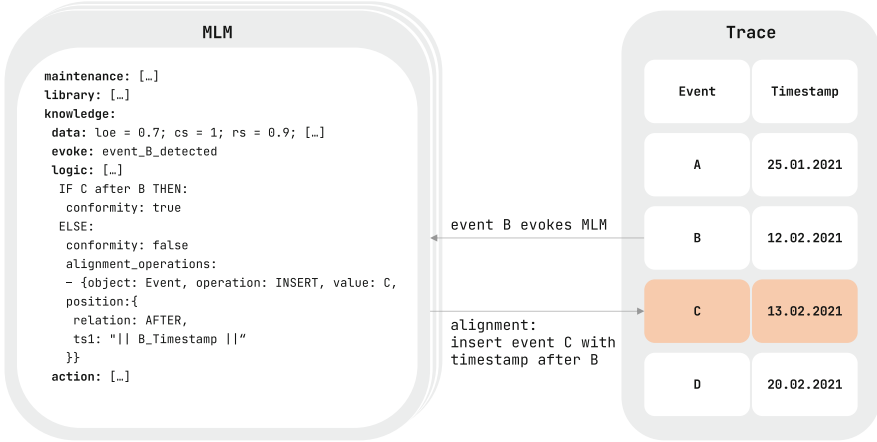 MLM
maintenance: […]
library: […]
knowledge:
data: loe = 0.7; cs = 1; rs = 0.9; […]
evoke: event_B_detected
logic: […]
IF C after B THEN:
conformity: true
ELSE:
conformity: false
alignment_operations:
– {object: Event, operation: INSERT, value: C,
position:{
relation: AFTER,
ts1: "|| B_Timestamp ||“
}}
action: […]
event B evokes MLM
alignment:
insert event C with
timestamp after B
Trace
Event Timestamp
A 25.01.2021
B 12.02.2021
C 13.02.2021
D 20.02.2021